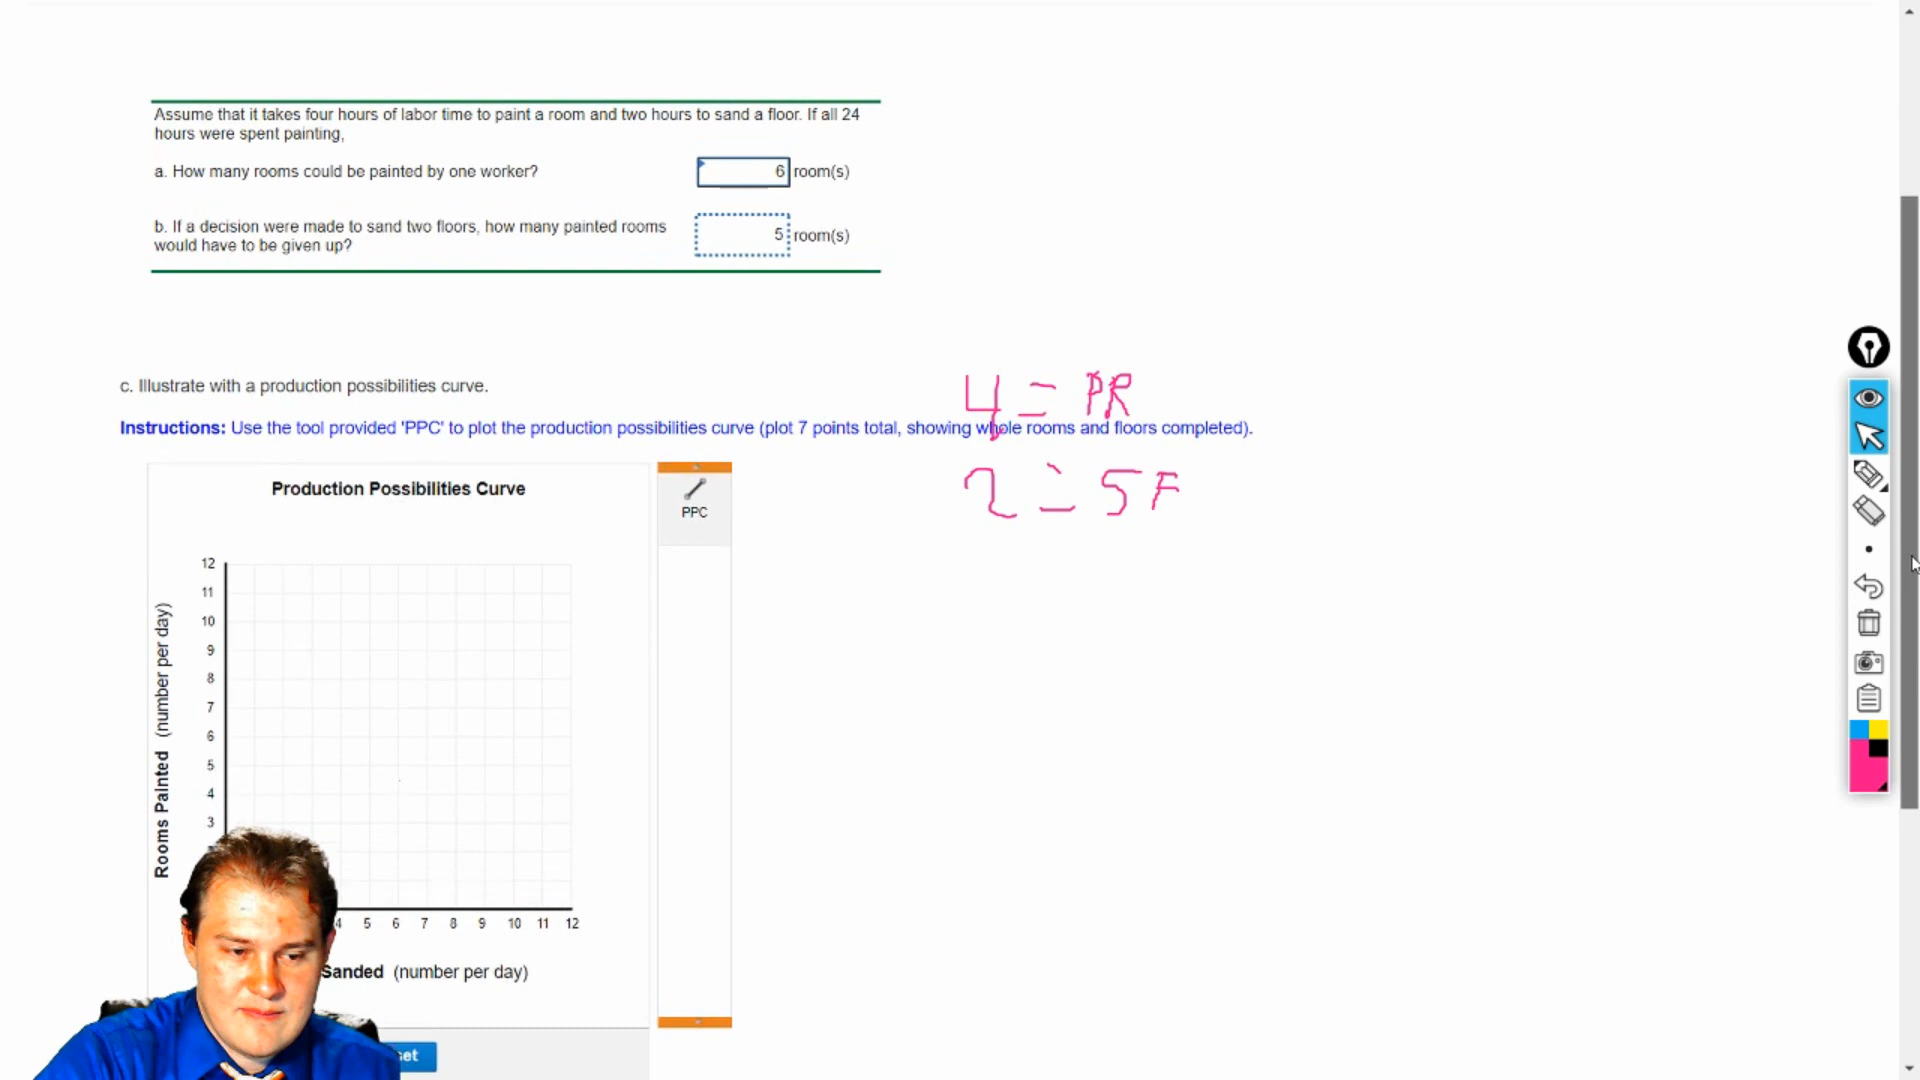 Assume that it takes four hours of labor time to paint a room and two hours to sand a floor. If all 24
hours were spent painting,
a. How many rooms could be painted by one worker? 6 room(s)
b. If a decision were made to sand two floors, how many painted rooms
would have to be given up? 5 room(s)
c. Illustrate with a production possibilities curve.
4 = PR
Instructions: Use the tool provided 'PPC' to plot the production possibilities curve (plot 7 points total, showing whole rooms and floors completed).
2 = SF
Production Possibilities Curve
PPC
12
11
10
9
8
7
6
5
4
3
Rooms Painted (number per day)
4 5 6 7 8 9 10 11 12
Sanded (number per day)
set